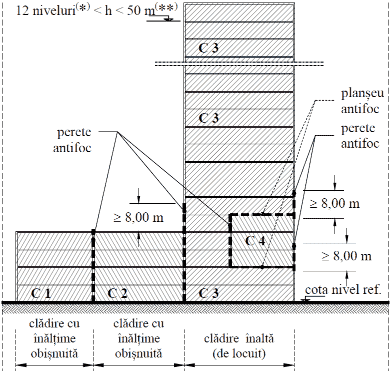 12 niveluri(*) < h < 50 m(**)
C 3
C 3
planșeu
antifoc
perete
antifoc
perete
antifoc
≥ 8,00 m
≥ 8,00 m
C 4
≥ 8,00 m
C 1
C 2
C 3
cota nivel ref.
clădire cu
înălțime
obișnuită
clădire cu
înălțime
obișnuită
clădire înaltă
(de locuit)